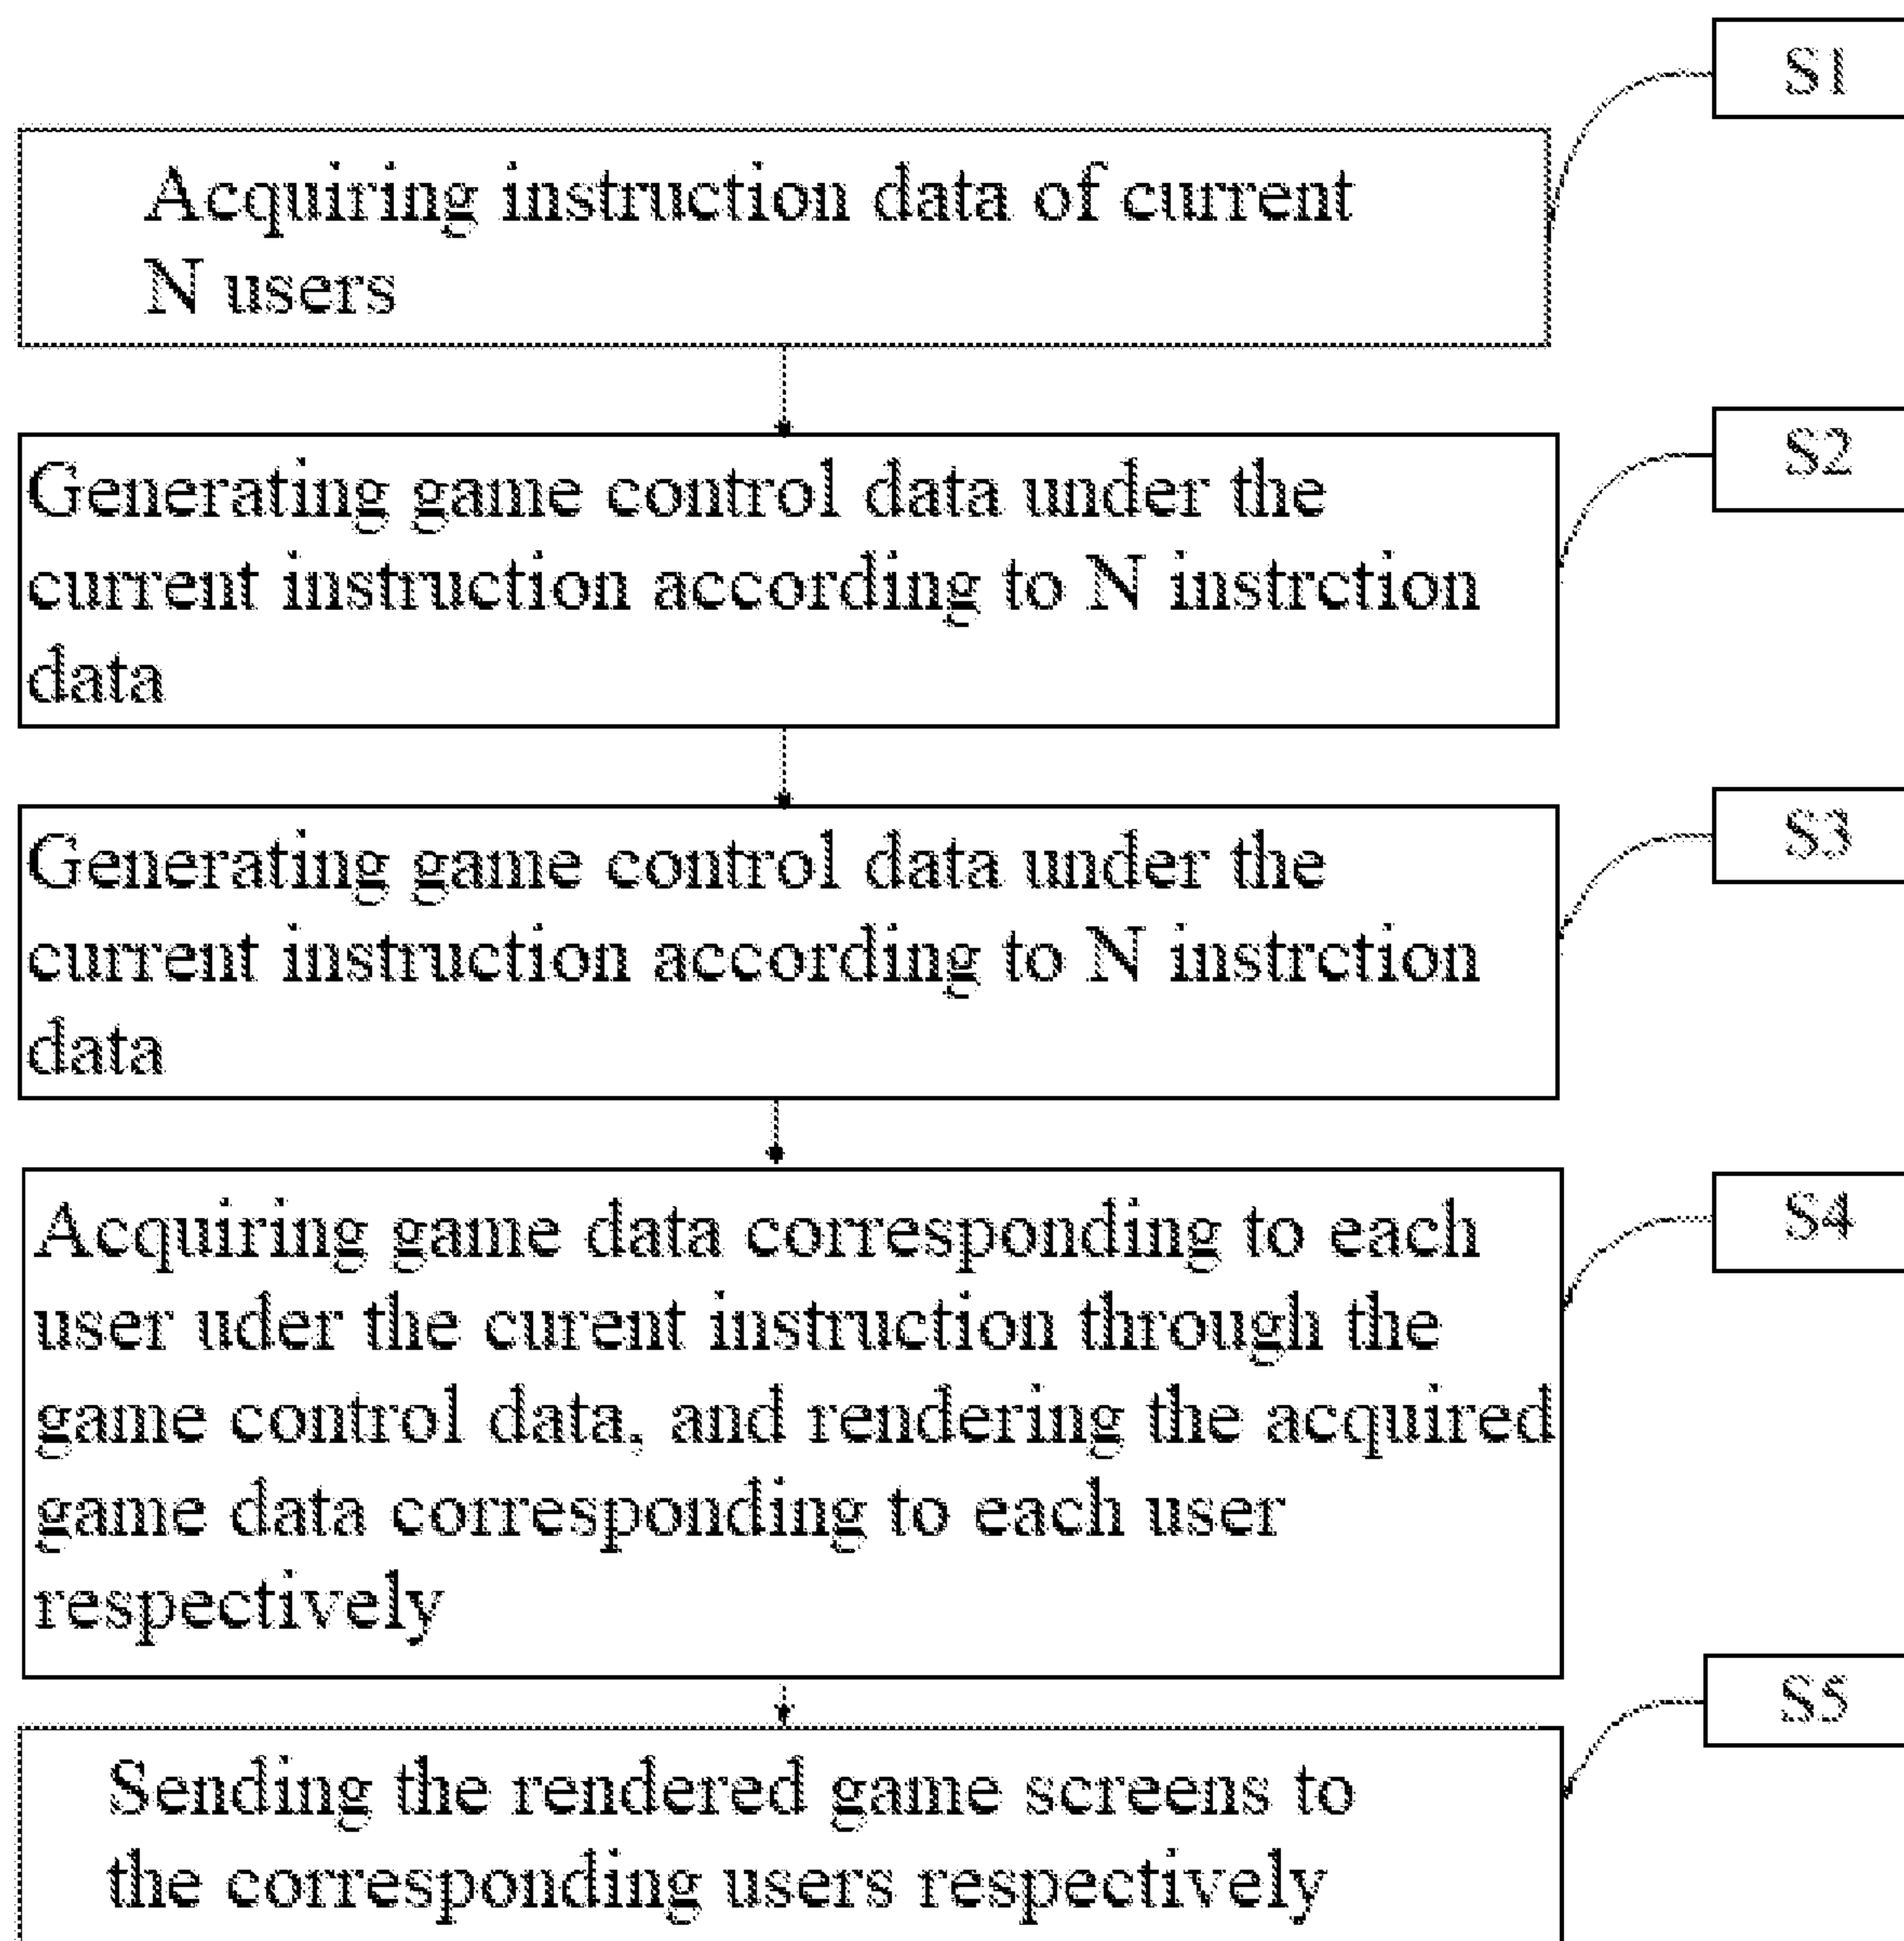 S1
Acquiring instruction data of current
N users
S2
Generating game control data under the
current instruction according to N instrction
data
S3
Generating game control data under the
current instruction according to N instrction
data
S4
Acquiring game data corresponding to each
user uder the curent instruction through the
game control data, and rendering the acquired
game data corresponding to each user
respectively
S5
Sending the rendered game screens to
the corresponding users respectively